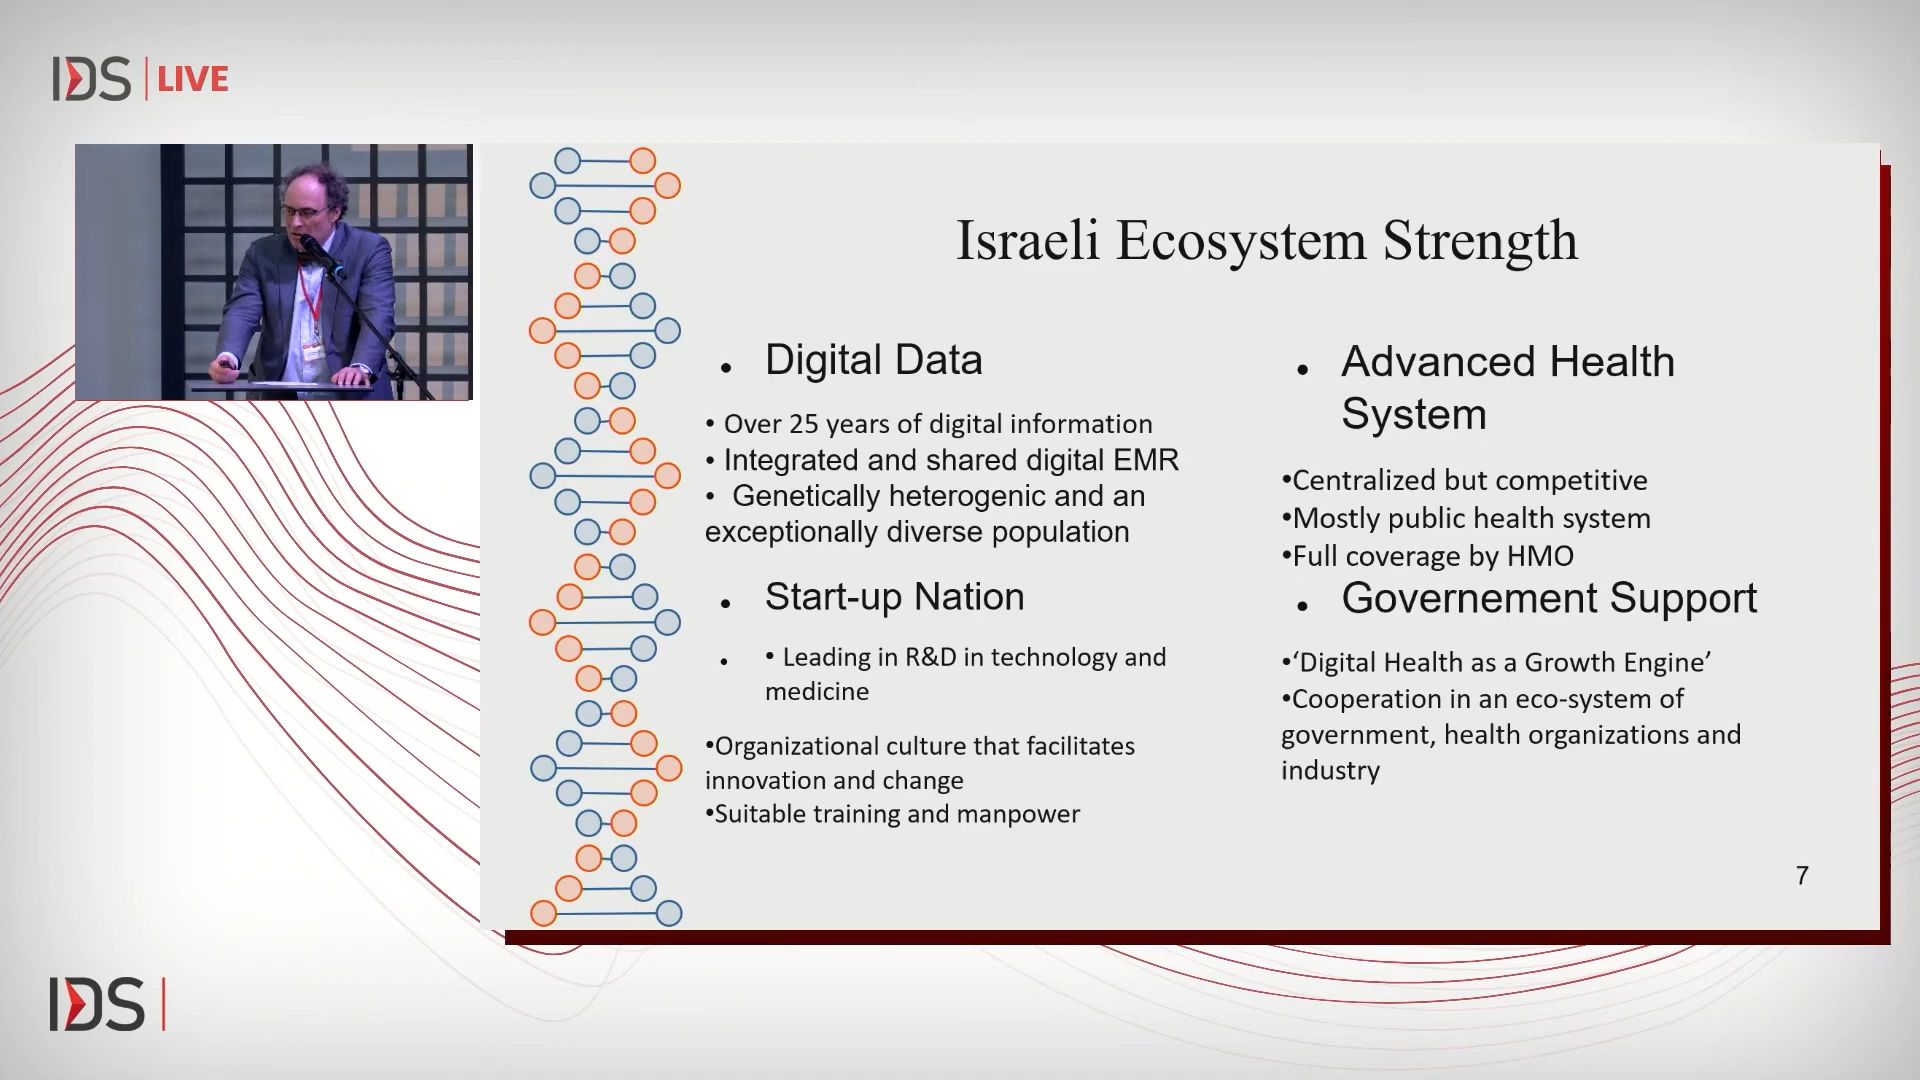 IDS | LIVE
Israeli Ecosystem Strength
• Digital Data
• Over 25 years of digital information
• Integrated and shared digital EMR
• Genetically heterogenic and an
exceptionally diverse population
• Start-up Nation
• • Leading in R&D in technology and
medicine
•Organizational culture that facilitates
innovation and change
•Suitable training and manpower
• Advanced Health
System
•Centralized but competitive
•Mostly public health system
•Full coverage by HMO
• Governement Support
•‘Digital Health as a Growth Engine’
•Cooperation in an eco-system of
government, health organizations and
industry
7
IDS |